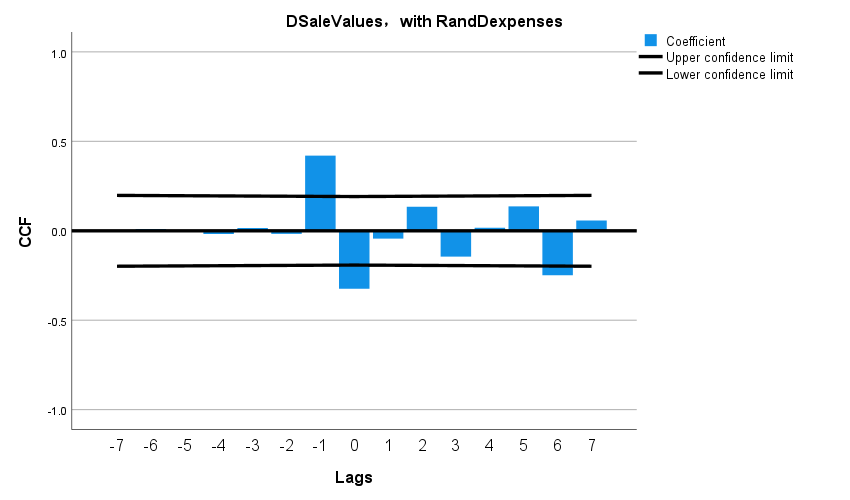 DSaleValues, with RandDexpenses
Coefficient
Upper confidence limit
Lower confidence limit
1.0
0.5
0.0
-0.5
-1.0
CCF
-7 -6 -5 -4 -3 -2 -1 0 1 2 3 4 5 6 7
Lags